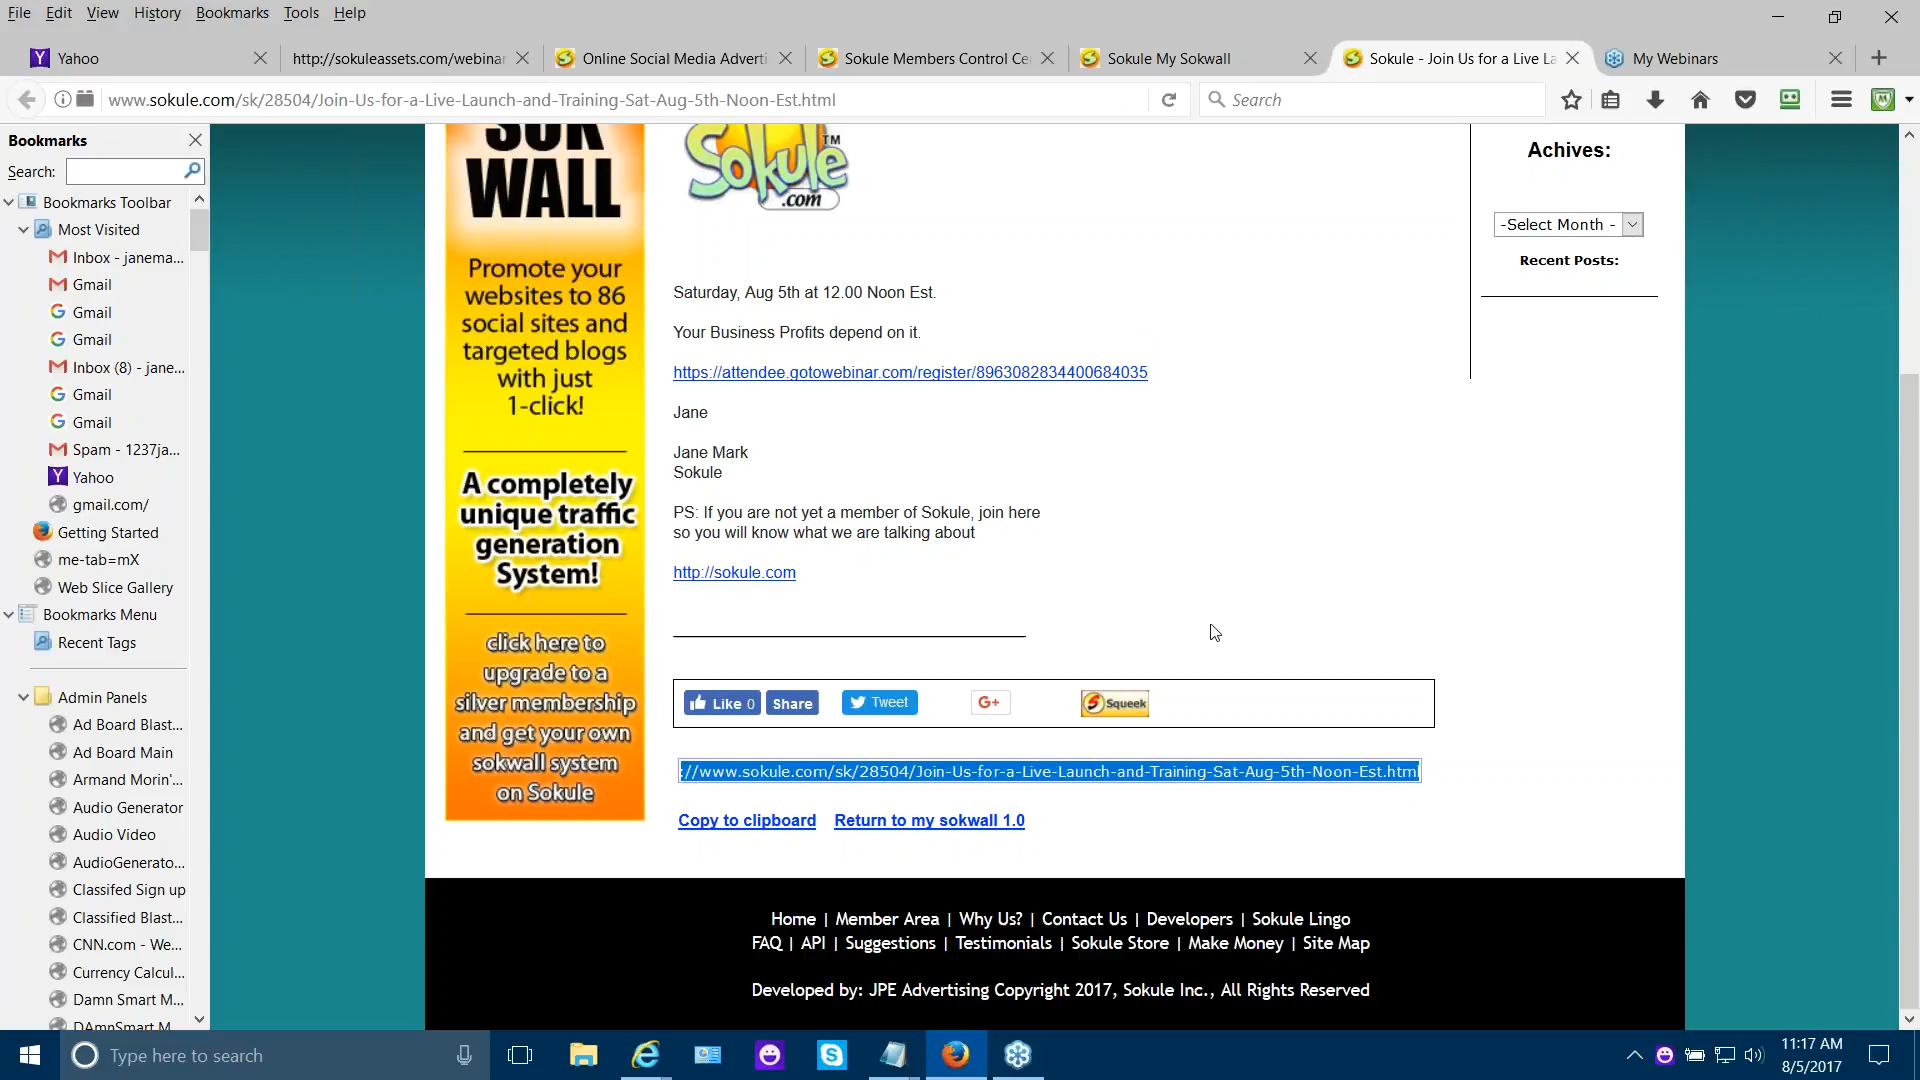 File Edit View History Bookmarks Tools Help
Yahoo
http://sokuleassets.com/webinar
Online Social Media Adverti
Sokule Members Control Ce
Sokule My Sokwall
Sokule - Join Us for a Live La
My Webinars
www.sokule.com/sk/28504/Join-Us-for-a-Live-Launch-and-Training-Sat-Aug-5th-Noon-Est.html
Search
Bookmarks
Search:
Bookmarks Toolbar
Most Visited
Inbox - janema...
Gmail
Gmail
Gmail
Inbox (8) - jane...
Gmail
Gmail
Spam - 1237ja...
Yahoo
gmail.com/
Getting Started
me-tab=mX
Web Slice Gallery
Bookmarks Menu
Recent Tags
Admin Panels
Ad Board Blast...
Ad Board Main
Armand Morin'...
Audio Generator
Audio Video
AudioGenerato...
Classifed Sign up
Classified Blast...
CNN.com - We...
Currency Calcul...
Damn Smart M...
DAmnSmart M
SOK
WALL
Promote your
websites to 86
social sites and
targeted blogs
with just
1-click!
A completely
unique traffic
generation
System!
click here to
upgrade to a
silver membership
and get your own
sokwall system
on Sokule
Sokule TM
.com
Saturday, Aug 5th at 12.00 Noon Est.
Your Business Profits depend on it.
https://attendee.gotowebinar.com/register/8963082834400684035
Jane
Jane Mark
Sokule
PS: If you are not yet a member of Sokule, join here
so you will know what we are talking about
http://sokule.com
Like 0 Share Tweet G+ Squeek
://www.sokule.com/sk/28504/Join-Us-for-a-Live-Launch-and-Training-Sat-Aug-5th-Noon-Est.html
Copy to clipboard Return to my sokwall 1.0
Achives:
-Select Month -
Recent Posts:
Home | Member Area | Why Us? | Contact Us | Developers | Sokule Lingo
FAQ | API | Suggestions | Testimonials | Sokule Store | Make Money | Site Map
Developed by: JPE Advertising Copyright 2017, Sokule Inc., All Rights Reserved
Type here to search
11:17 AM
8/5/2017